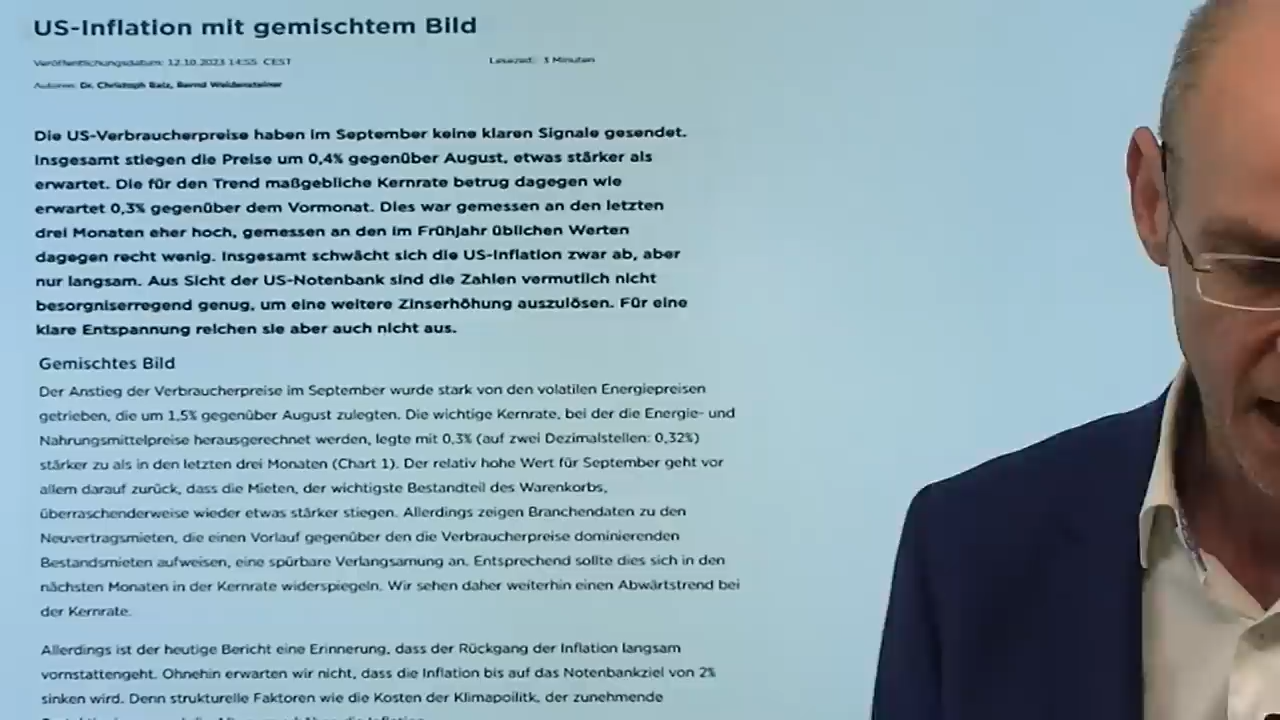 US-Inflation mit gemischtem Bild
Veröffentlichungsdatum: 12.10.2023 14:55 CEST
Lesezeit: 3 Minuten
Autoren: Dr. Christoph Balz, Bernd Weidensteiner
Die US-Verbraucherpreise haben im September keine klaren Signale gesendet.
Insgesamt stiegen die Preise um 0,4% gegenüber August, etwas stärker als
erwartet. Die für den Trend maßgebliche Kernrate betrug dagegen wie
erwartet 0,3% gegenüber dem Vormonat. Dies war gemessen an den letzten
drei Monaten eher hoch, gemessen an den im Frühjahr üblichen Werten
dagegen recht wenig. Insgesamt schwächt sich die US-Inflation zwar ab, aber
nur langsam. Aus Sicht der US-Notenbank sind die Zahlen vermutlich nicht
besorgniserregend genug, um eine weitere Zinserhöhung auszulösen. Für eine
klare Entspannung reichen sie aber auch nicht aus.
Gemischtes Bild
Der Anstieg der Verbraucherpreise im September wurde stark von den volatilen Energiepreisen
getrieben, die um 1,5% gegenüber August zulegten. Die wichtige Kernrate, bei der die Energie- und
Nahrungsmittelpreise herausgerechnet werden, legte mit 0,3% (auf zwei Dezimalstellen: 0,32%)
stärker zu als in den letzten drei Monaten (Chart 1). Der relativ hohe Wert für September geht vor
allem darauf zurück, dass die Mieten, der wichtigste Bestandteil des Warenkorbs,
überraschenderweise wieder etwas stärker stiegen. Allerdings zeigen Branchendaten zu den
Neuvertragsmieten, die einen Vorlauf gegenüber den die Verbraucherpreise dominierenden
Bestandsmieten aufweisen, eine spürbare Verlangsamung an. Entsprechend sollte dies sich in den
nächsten Monaten in der Kernrate widerspiegeln. Wir sehen daher weiterhin einen Abwärtstrend bei
der Kernrate.
Allerdings ist der heutige Bericht eine Erinnerung, dass der Rückgang der Inflation langsam
vornstattengeht. Ohnehin erwarten wir nicht, dass die Inflation bis auf das Notenbankziel von 2%
sinken wird. Denn strukturelle Faktoren wie die Kosten der Klimapoilitk, der zunehmende